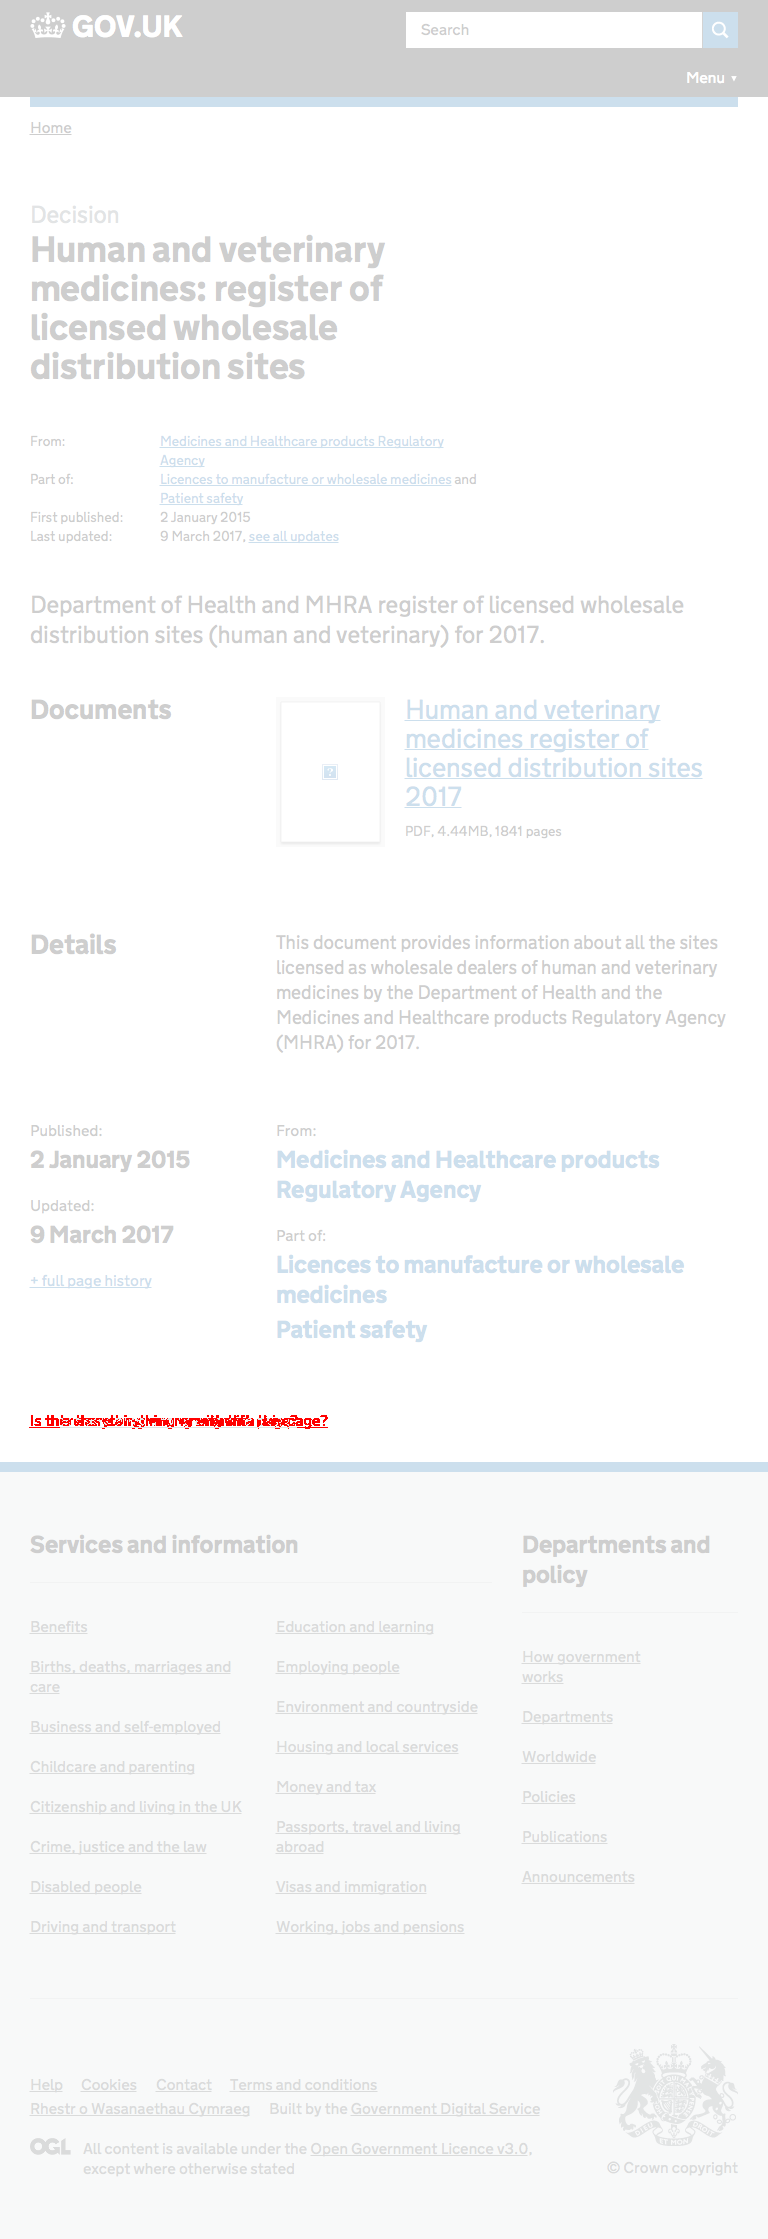 GOV.UK
Search
Menu ▼
Home
Decision
Human and veterinary
medicines: register of
licensed wholesale
distribution sites
From: Medicines and Healthcare products Regulatory
Agency
Part of: Licences to manufacture or wholesale medicines and
Patient safety
First published: 2 January 2015
Last updated: 9 March 2017, see all updates
Department of Health and MHRA register of licensed wholesale
distribution sites (human and veterinary) for 2017.
Documents
Human and veterinary
medicines register of
licensed distribution sites
2017
PDF, 4.44MB, 1841 pages
Details
This document provides information about all the sites
licensed as wholesale dealers of human and veterinary
medicines by the Department of Health and the
Medicines and Healthcare products Regulatory Agency
(MHRA) for 2017.
Published:
2 January 2015
Updated:
9 March 2017
+ full page history
From:
Medicines and Healthcare products
Regulatory Agency
Part of:
Licences to manufacture or wholesale
medicines
Patient safety
Services and information
Benefits
Births, deaths, marriages and
care
Business and self-employed
Childcare and parenting
Citizenship and living in the UK
Crime, justice and the law
Disabled people
Driving and transport
Education and learning
Employing people
Environment and countryside
Housing and local services
Money and tax
Passports, travel and living
abroad
Visas and immigration
Working, jobs and pensions
Departments and
policy
How government
works
Departments
Worldwide
Policies
Publications
Announcements
Help Cookies Contact Terms and conditions
Rhestr o Wasanaethau Cymraeg Built by the Government Digital Service
OGL All content is available under the Open Government Licence v3.0,
except where otherwise stated
© Crown copyright